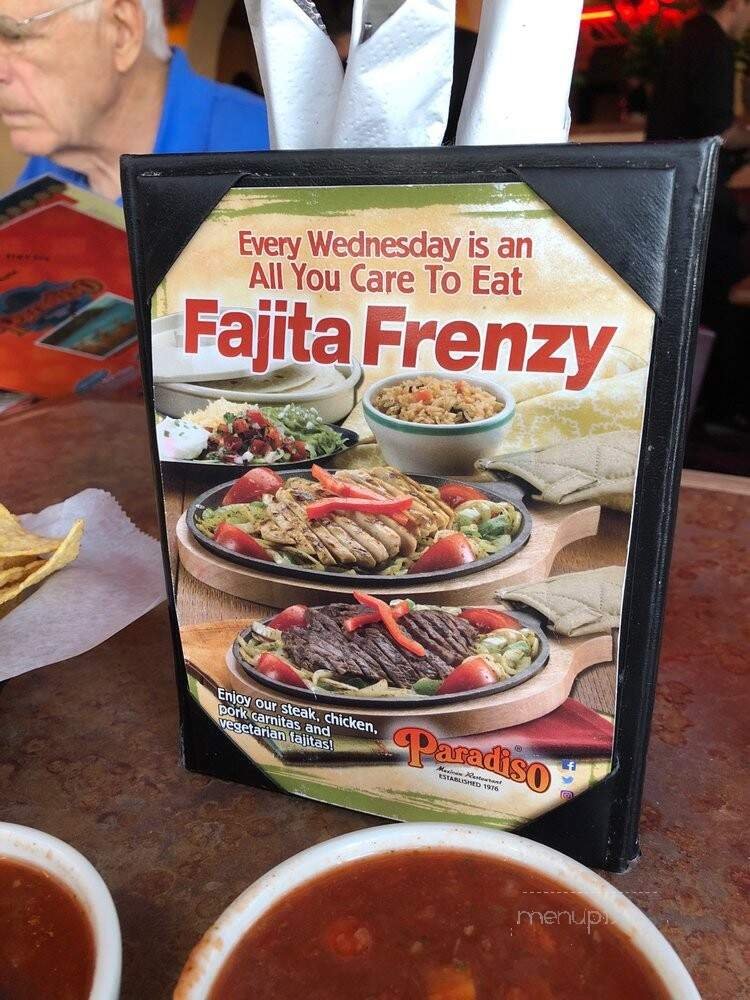 Every Wednesday is an
All You Care To Eat
Fajita Frenzy
Enjoy our steak, chicken,
pork carnitas and
vegetarian fajitas!
Paradiso®
Mexican Restaurant
ESTABLISHED 1976
Paradiso